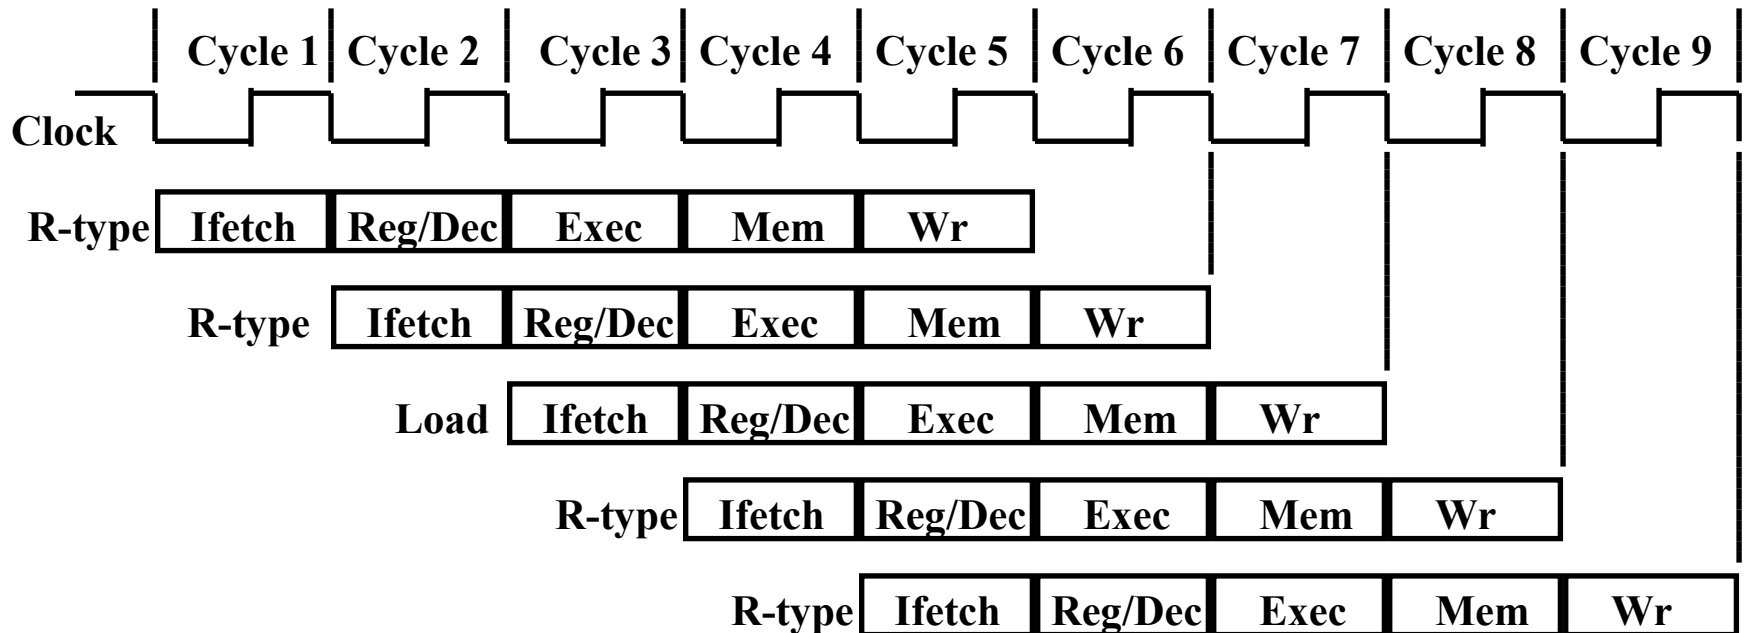 Cycle 1 Cycle 2 Cycle 3 Cycle 4 Cycle 5 Cycle 6 Cycle 7 Cycle 8 Cycle 9
Clock
R-type Ifetch Reg/Dec Exec Mem Wr
R-type Ifetch Reg/Dec Exec Mem Wr
Load Ifetch Reg/Dec Exec Mem Wr
R-type Ifetch Reg/Dec Exec Mem Wr
R-type Ifetch Reg/Dec Exec Mem Wr